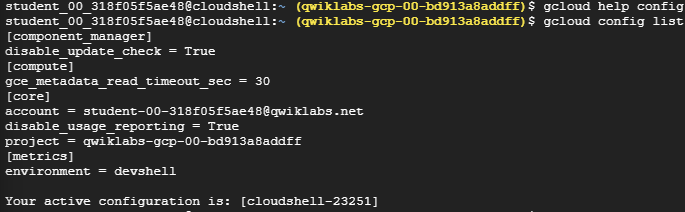 student_00_318f05f5ae48@cloudshell:~ (qwiklabs-gcp-00-bd913a8addff)$ gcloud help config
student_00_318f05f5ae48@cloudshell:~ (qwiklabs-gcp-00-bd913a8addff)$ gcloud config list
[component_manager]
disable_update_check = True
[compute]
gce_metadata_read_timeout_sec = 30
[core]
account = student-00-318f05f5ae48@qwiklabs.net
disable_usage_reporting = True
project = qwiklabs-gcp-00-bd913a8addff
[metrics]
environment = devshell
Your active configuration is: [cloudshell-23251]